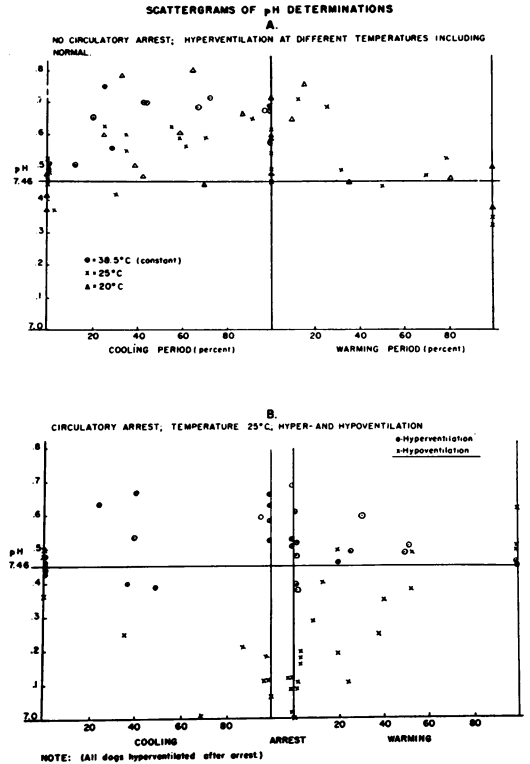 SCATTERGRAMS OF pH DETERMINATIONS
A.
NO CIRCULATORY ARREST; HYPERVENTILATION AT DIFFERENT TEMPERATURES INCLUDING
NORMAL.
.8
.7
.6
.5
pH
7.46
.4
.3
.2
.1
7.0
= 38.5°C (constant)
x = 25°C
△ = 20°C
20 40 60 80 100 20 40 60 80 100
COOLING PERIOD (percent) WARMING PERIOD (percent)
B.
CIRCULATORY ARREST; TEMPERATURE 25°C, HYPER- AND HYPOVENTILATION
o-Hyperventilation
x-Hypoventilation
.8
.7
.6
.5
pH
7.46
.4
.3
.2
.1
7.0
20 40 60 80 100 20 40 60 80 100
COOLING ARREST WARMING
NOTE: (All dogs hyperventilated after arrest.)